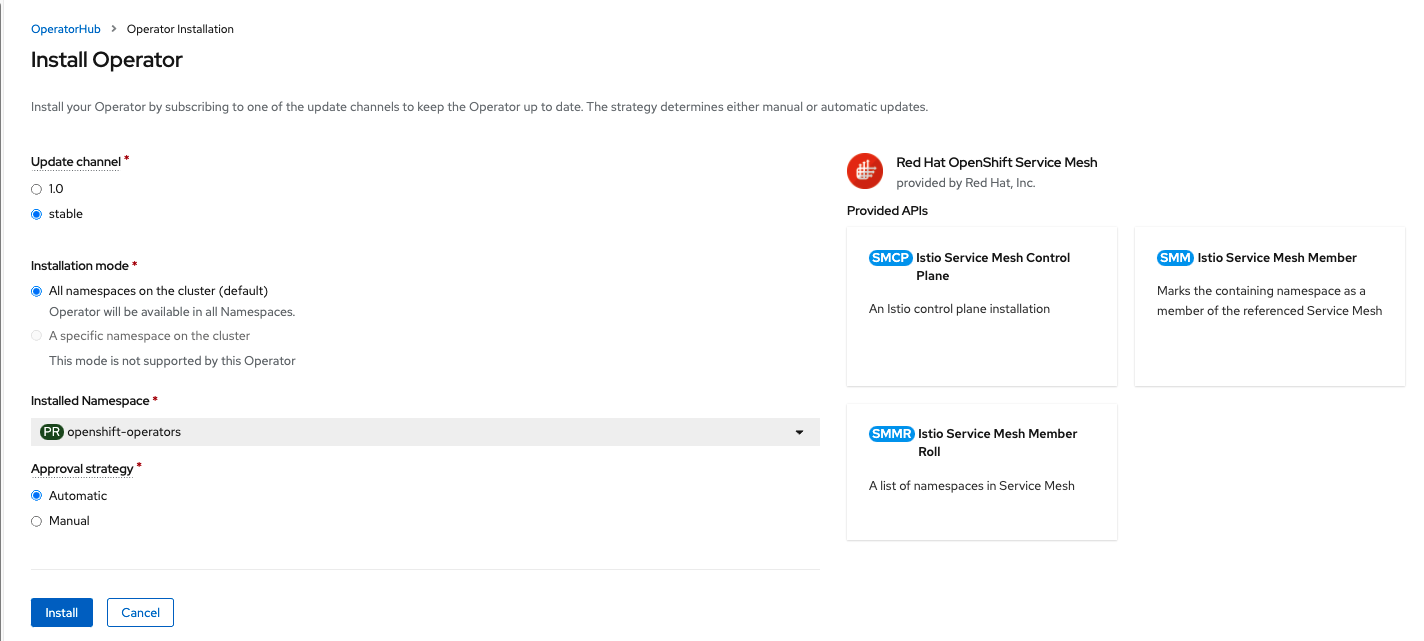 OperatorHub > Operator Installation
Install Operator
Install your Operator by subscribing to one of the update channels to keep the Operator up to date. The strategy determines either manual or automatic updates.
Update channel *
1.0
stable
Installation mode *
All namespaces on the cluster (default)
Operator will be available in all Namespaces.
A specific namespace on the cluster
This mode is not supported by this Operator
Installed Namespace *
PR openshift-operators
Approval strategy *
Automatic
Manual
Install Cancel
Red Hat OpenShift Service Mesh
provided by Red Hat, Inc.
Provided APIs
SMCP Istio Service Mesh Control
Plane
An Istio control plane installation
SMM Istio Service Mesh Member
Marks the containing namespace as a
member of the referenced Service Mesh
SMMR Istio Service Mesh Member
Roll
A list of namespaces in Service Mesh